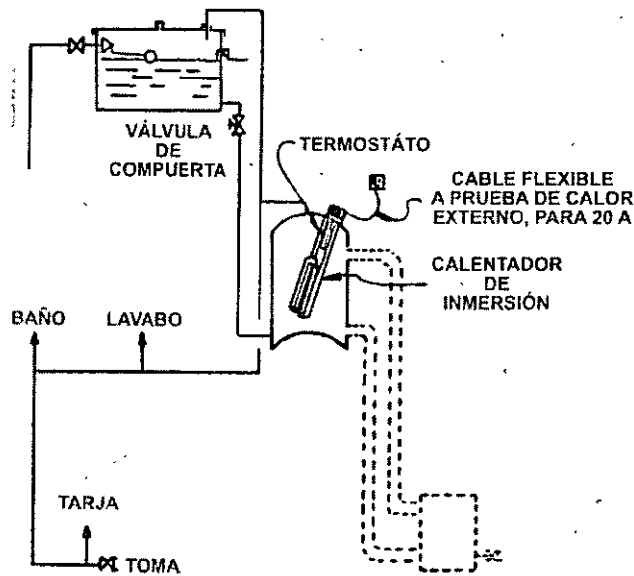 VÁLVULA
DE
COMPUERTA
TERMOSTÁTO
CABLE FLEXIBLE
A PRUEBA DE CALOR
EXTERNO, PARA 20 A
CALENTADOR
DE
INMERSIÓN
BAÑO
LAVABO
TARJA
TOMA